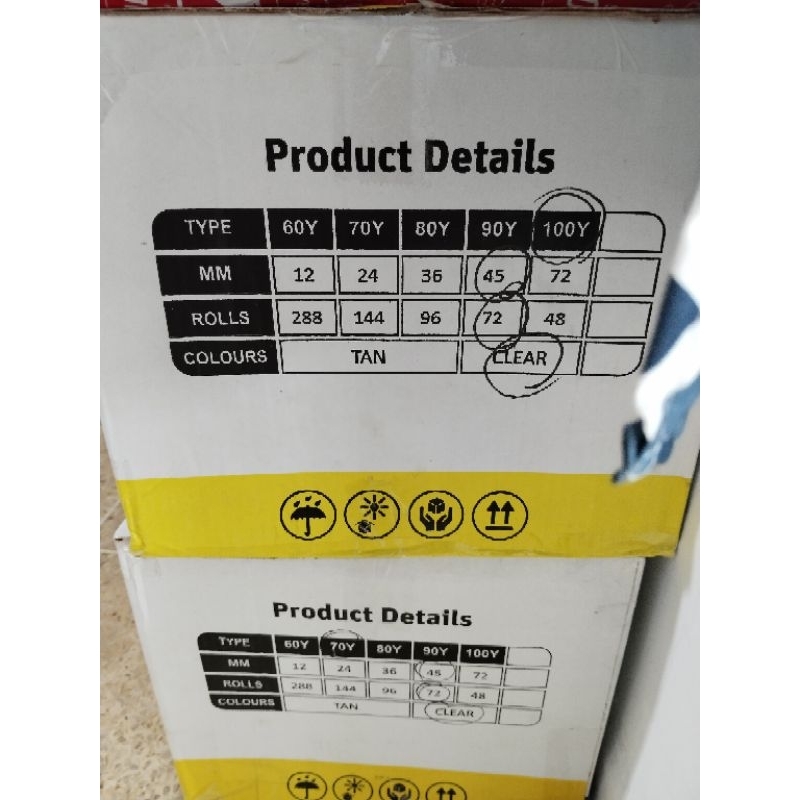 Product Details
TYPE 60Y 70Y 80Y 90Y 100Y
MM 12 24 36 45 72
ROLLS 288 144 96 72 48
COLOURS TAN CLEAR
Product Details
TYPE 60Y 70Y 80Y 90Y 100Y
MM 12 24 36 45 72
ROLLS 288 144 96 72 48
COLOURS TAN CLEAR